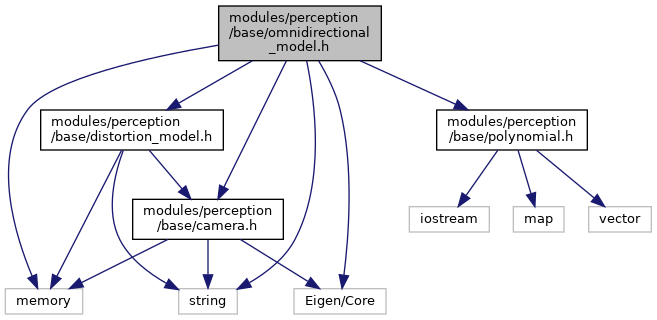 modules/perception
/base/omnidirectional
_model.h
modules/perception
/base/distortion_model.h
modules/perception
/base/polynomial.h
modules/perception
/base/camera.h
iostream
map
vector
memory
string
Eigen/Core